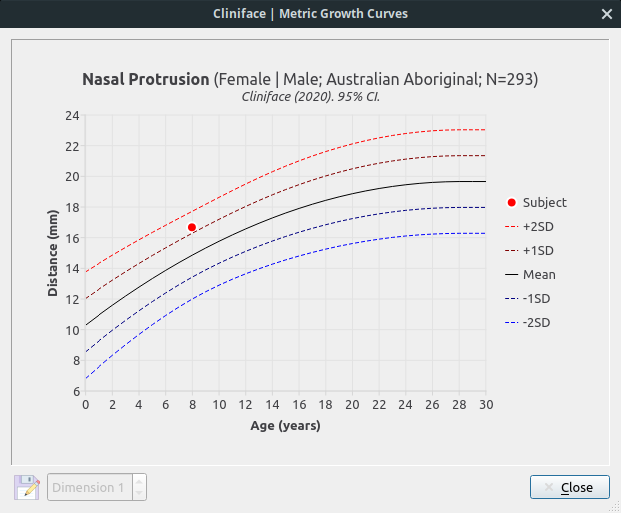 Cliniface | Metric Growth Curves
Nasal Protrusion (Female | Male; Australian Aboriginal; N=293)
Cliniface (2020). 95% CI.
24
22
20
18
16
14
12
10
8
6
Distance (mm)
0 2 4 6 8 10 12 14 16 18 20 22 24 26 28 30
Age (years)
Subject
+2SD
+1SD
Mean
-1SD
-2SD
Dimension 1
Close